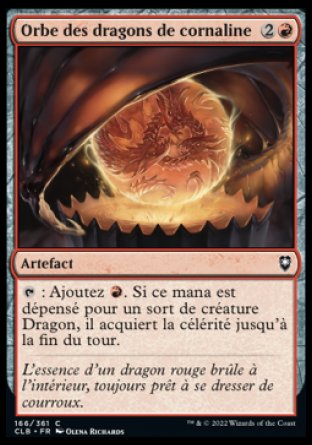 Orbe des dragons de cornaline 2
Artefact
: Ajoutez . Si ce mana est
dépensé pour un sort de créature
Dragon, il acquiert la célérité jusqu'à
la fin du tour.
L'essence d'un dragon rouge brûle à
l'intérieur, toujours prêt à se dresser de
courroux.
166/361 C
CLB • FR Olena Richards
™ & © 2022 Wizards of the Coast